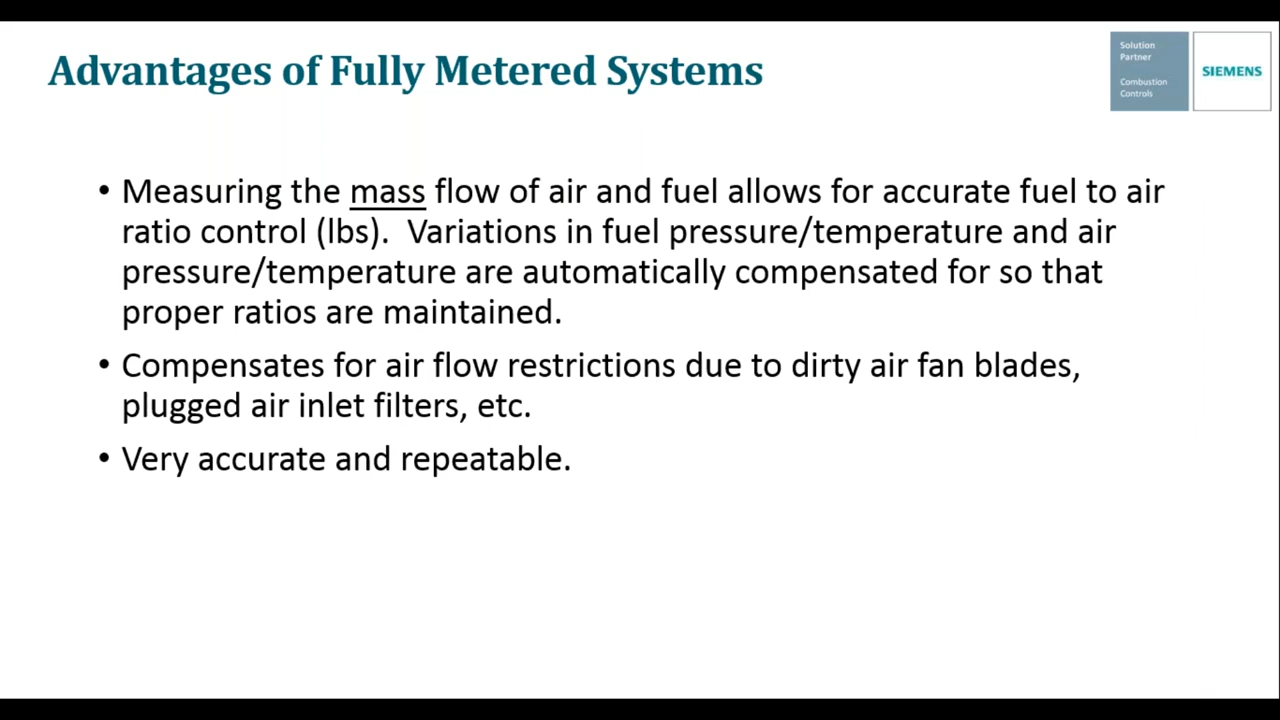 Advantages of Fully Metered Systems
Solution
Partner
Combustion
Controls
SIEMENS
• Measuring the mass flow of air and fuel allows for accurate fuel to air
ratio control (lbs).  Variations in fuel pressure/temperature and air
pressure/temperature are automatically compensated for so that
proper ratios are maintained.
• Compensates for air flow restrictions due to dirty air fan blades,
plugged air inlet filters, etc.
• Very accurate and repeatable.